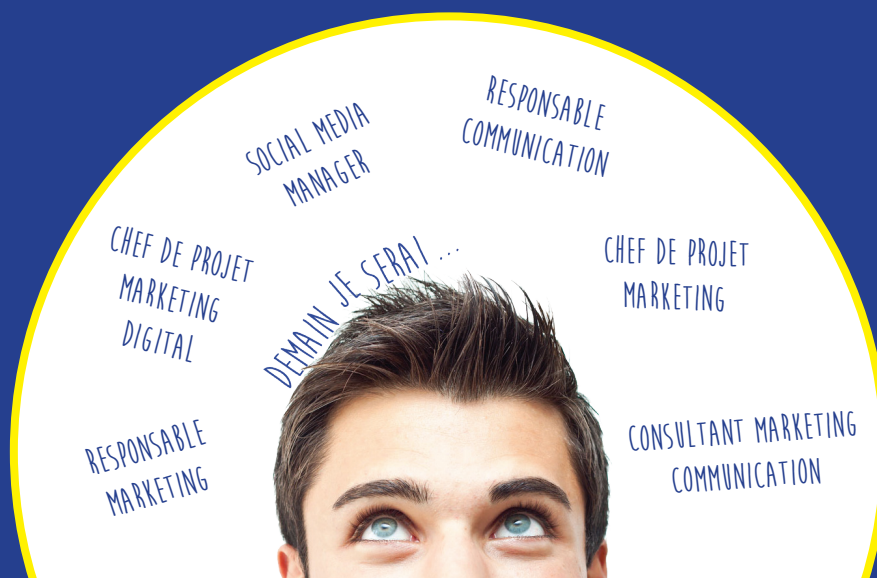 RESPONSABLE
COMMUNICATION
SOCIAL MEDIA
MANAGER
CHEF DE PROJET
MARKETING
DIGITAL
DEMAIN JE SERAI ...
CHEF DE PROJET
MARKETING
RESPONSABLE
MARKETING
CONSULTANT MARKETING
COMMUNICATION